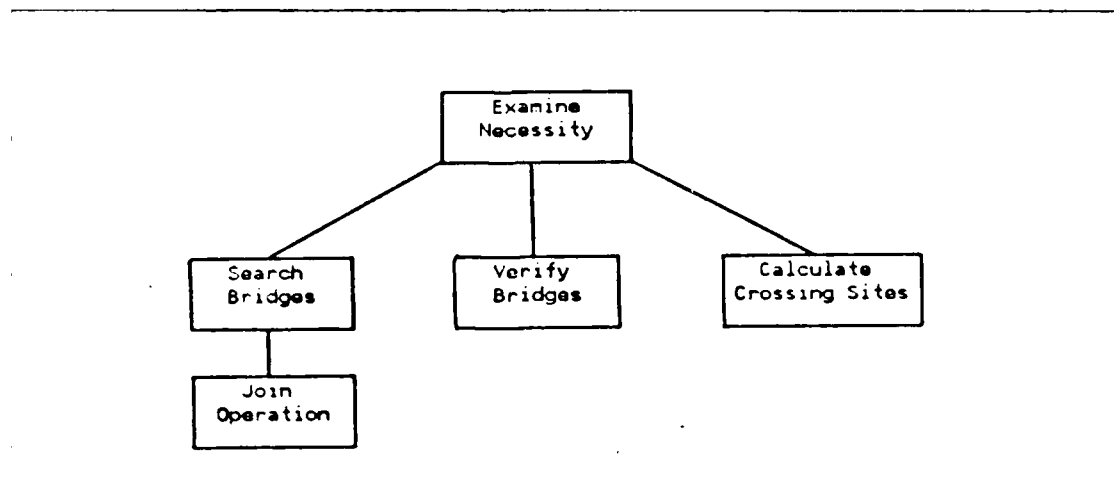 Examine
Necessity
Search
Bridges
Verify
Bridges
Calculate
Crossing Sites
Join
Operation